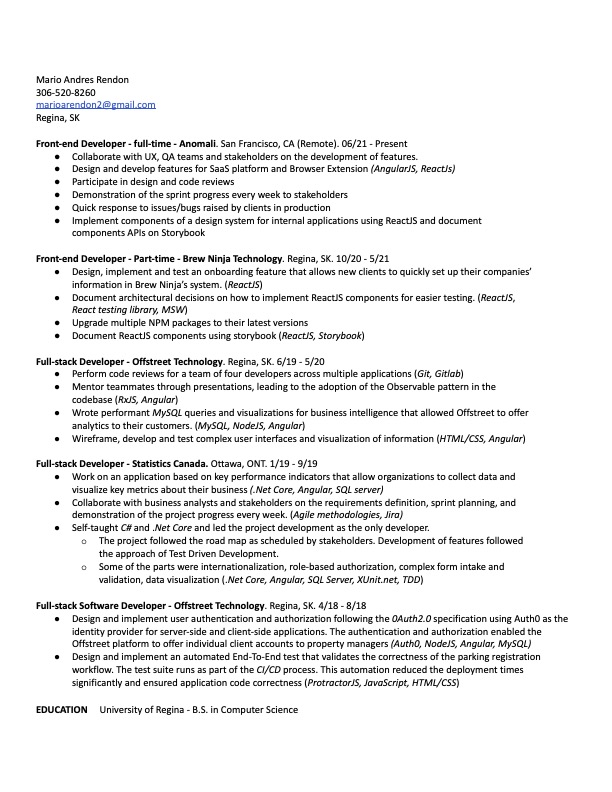 Mario Andres Rendon
306-520-8260
marioarendon2@gmail.com
Regina, SK
Front-end Developer - full-time - Anomali. San Francisco, CA (Remote). 06/21 - Present
● Collaborate with UX, QA teams and stakeholders on the development of features.
● Design and develop features for SaaS platform and Browser Extension (AngularJS, ReactJs)
● Participate in design and code reviews
● Demonstration of the sprint progress every week to stakeholders
● Quick response to issues/bugs raised by clients in production
● Implement components of a design system for internal applications using ReactJS and document
components APIs on Storybook
Front-end Developer - Part-time - Brew Ninja Technology. Regina, SK. 10/20 - 5/21
● Design, implement and test an onboarding feature that allows new clients to quickly set up their companies’
information in Brew Ninja’s system. (ReactJS)
● Document architectural decisions on how to implement ReactJS components for easier testing. (ReactJS,
React testing library, MSW)
● Upgrade multiple NPM packages to their latest versions
● Document ReactJS components using storybook (ReactJS, Storybook)
Full-stack Developer - Offstreet Technology. Regina, SK. 6/19 - 5/20
● Perform code reviews for a team of four developers across multiple applications (Git, Gitlab)
● Mentor teammates through presentations, leading to the adoption of the Observable pattern in the
codebase (RxJS, Angular)
● Wrote performant MySQL queries and visualizations for business intelligence that allowed Offstreet to offer
analytics to their customers. (MySQL, NodeJS, Angular)
● Wireframe, develop and test complex user interfaces and visualization of information (HTML/CSS, Angular)
Full-stack Developer - Statistics Canada. Ottawa, ONT. 1/19 - 9/19
● Work on an application based on key performance indicators that allow organizations to collect data and
visualize key metrics about their business (.Net Core, Angular, SQL server)
● Collaborate with business analysts and stakeholders on the requirements definition, sprint planning, and
demonstration of the project progress every week. (Agile methodologies, Jira)
● Self-taught C# and .Net Core and led the project development as the only developer.
○ The project followed the road map as scheduled by stakeholders. Development of features followed
the approach of Test Driven Development.
○ Some of the parts were internationalization, role-based authorization, complex form intake and
validation, data visualization (.Net Core, Angular, SQL Server, XUnit.net, TDD)
Full-stack Software Developer - Offstreet Technology. Regina, SK. 4/18 - 8/18
● Design and implement user authentication and authorization following the 0Auth2.0 specification using Auth0 as the
identity provider for server-side and client-side applications. The authentication and authorization enabled the
Offstreet platform to offer individual client accounts to property managers (Auth0, NodeJS, Angular, MySQL)
● Design and implement an automated End-To-End test that validates the correctness of the parking registration
workflow. The test suite runs as part of the CI/CD process. This automation reduced the deployment times
significantly and ensured application code correctness (ProtractorJS, JavaScript, HTML/CSS)
EDUCATION University of Regina - B.S. in Computer Science